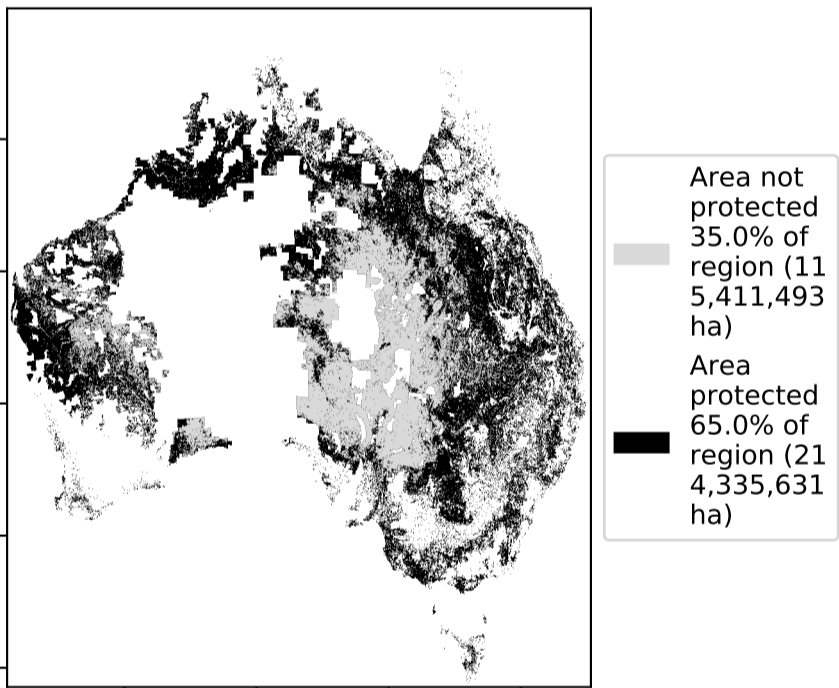 Area not
protected
35.0% of
region (11
5,411,493
ha)
Area
protected
65.0% of
region (21
4,335,631
ha)